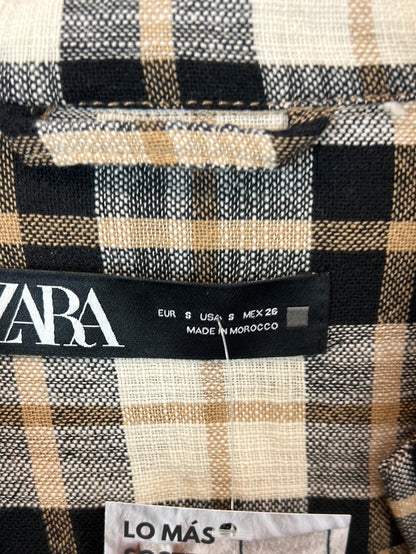 ZARA
EUR S USA S MEX 26
MADE IN MOROCCO
LO MÁS